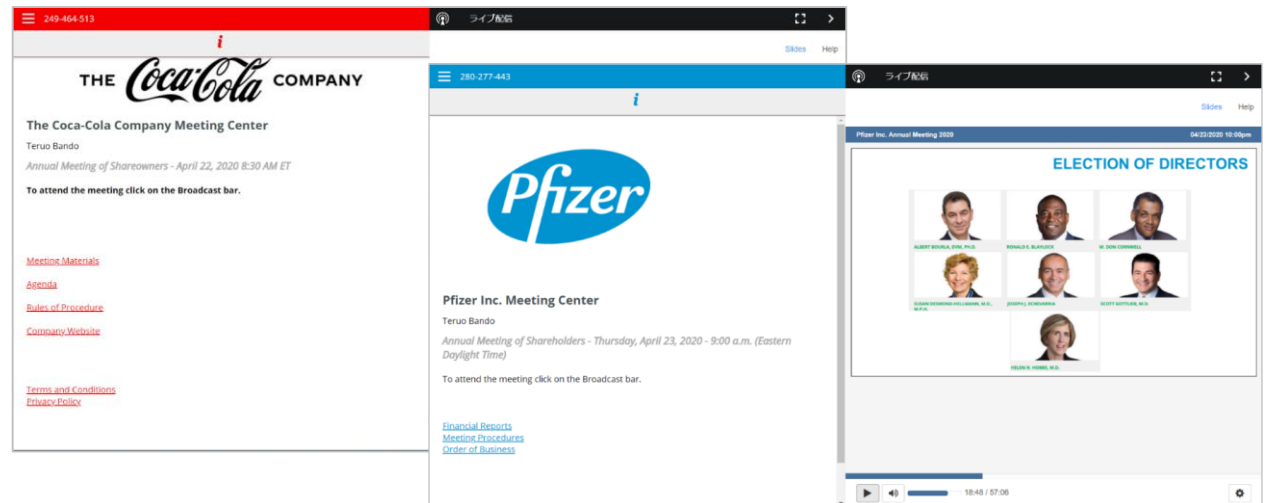 249-464-513
i
THE Coca-Cola COMPANY
The Coca-Cola Company Meeting Center
Teruo Bando
Annual Meeting of Shareowners - April 22, 2020 8:30 AM ET
To attend the meeting click on the Broadcast bar.
Meeting Materials
Agenda
Rules of Procedure
Company Website
Terms and Conditions
Privacy Policy
ライブ配信
Slides Help
280-277-443
i
Pfizer
Pfizer Inc. Meeting Center
Teruo Bando
Annual Meeting of Shareholders - Thursday, April 23, 2020 - 9:00 a.m. (Eastern
Daylight Time)
To attend the meeting click on the Broadcast bar.
Financial Reports
Meeting Procedures
Order of Business
ライブ配信
Slides Help
Pfizer Inc. Annual Meeting 2020 04/23/2020 10:00pm
ELECTION OF DIRECTORS
ALBERT BOURLA, DVM, PH.D. RONALD E. BLAYLOCK W. DON CORNWELL
SUSAN DESMOND-HELLMANN, M.D., M.P.H. JOSEPH J. ECHEVARRIA SCOTT GOTTLIEB, M.D.
HELEN H. HOBBS, M.D.
18:48 / 57:06